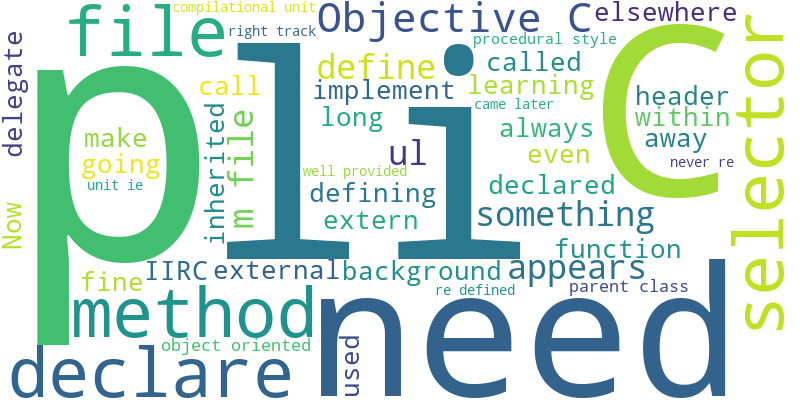 compilational unit
file
Objective C
elsewhere
right track
procedural style
delegate
p
li
C
selector
define
called
call
implement
learning
header
came later
long
within
make
inherited
m file
always
away
going
ul
even
never re
well provided
unit ie
defining
declared
Now
extern
something
function
IIRC
external
background
appears
fine
method
need
re defined
parent class
object oriented
declare
used